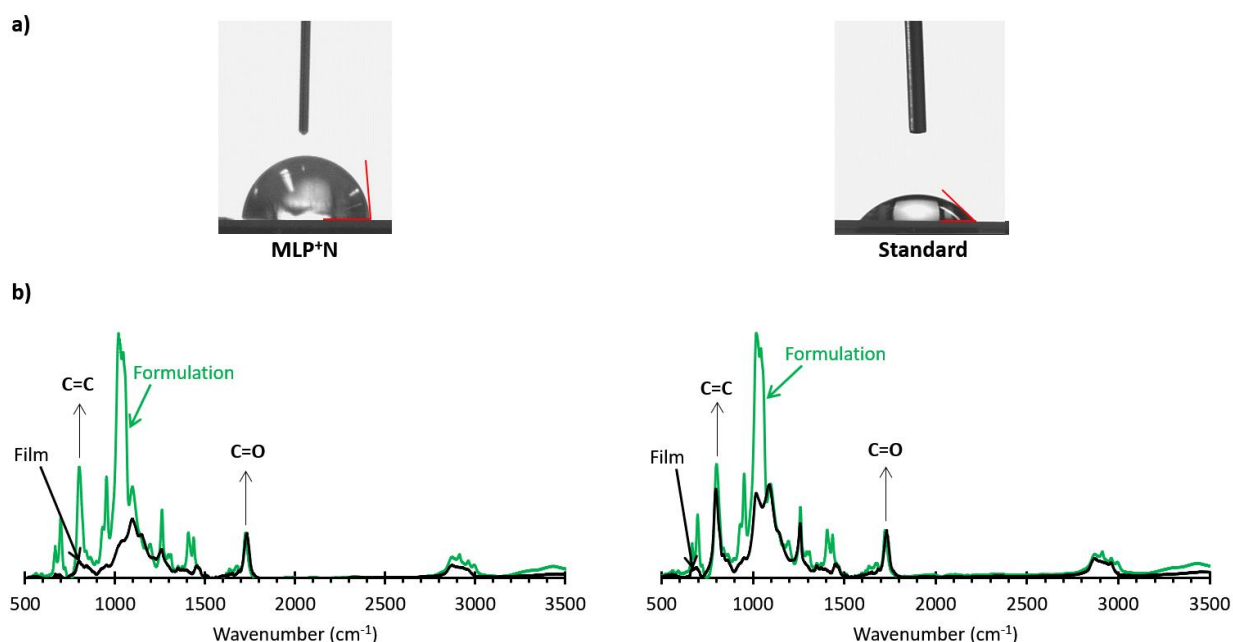 a)
MLP⁺N
Standard
b)
Formulation
C=C
Film
C=O
500 1000 1500 2000 2500 3000 3500
Wavenumber (cm⁻¹)
Formulation
C=C
Film
C=O
500 1000 1500 2000 2500 3000 3500
Wavenumber (cm⁻¹)